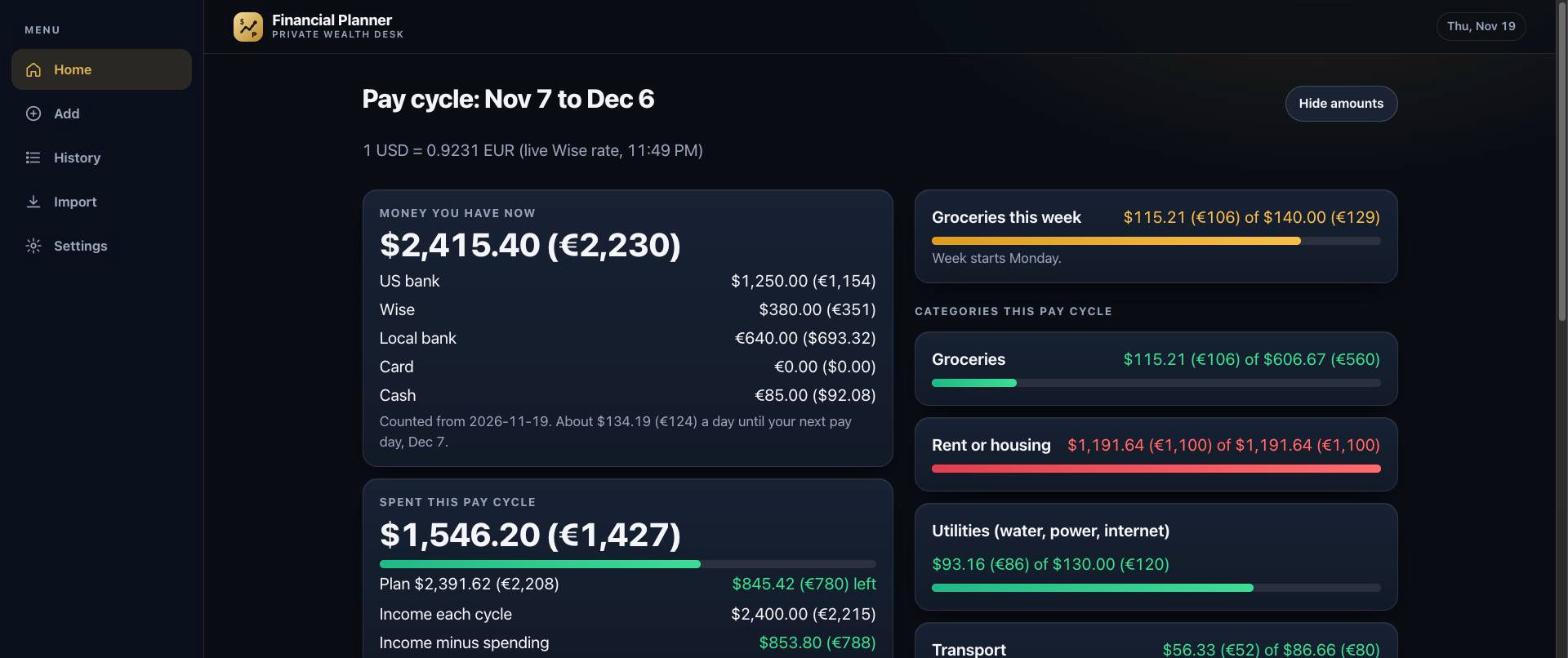 MENU
Home
Add
History
Import
Settings
Financial Planner
PRIVATE WEALTH DESK
Thu, Nov 19
Pay cycle: Nov 7 to Dec 6
Hide amounts
1 USD = 0.9231 EUR (live Wise rate, 11:49 PM)
MONEY YOU HAVE NOW
$2,415.40 (€2,230)
US bank $1,250.00 (€1,154)
Wise $380.00 (€351)
Local bank €640.00 ($693.32)
Card €0.00 ($0.00)
Cash €85.00 ($92.08)
Counted from 2026-11-19. About $134.19 (€124) a day until your next pay
day, Dec 7.
SPENT THIS PAY CYCLE
$1,546.20 (€1,427)
Plan $2,391.62 (€2,208) $845.42 (€780) left
Income each cycle $2,400.00 (€2,215)
Income minus spending $853.80 (€788)
Groceries this week $115.21 (€106) of $140.00 (€129)
Week starts Monday.
CATEGORIES THIS PAY CYCLE
Groceries $115.21 (€106) of $606.67 (€560)
Rent or housing $1,191.64 (€1,100) of $1,191.64 (€1,100)
Utilities (water, power, internet)
$93.16 (€86) of $130.00 (€120)
Transport $56.33 (€52) of $86.66 (€80)